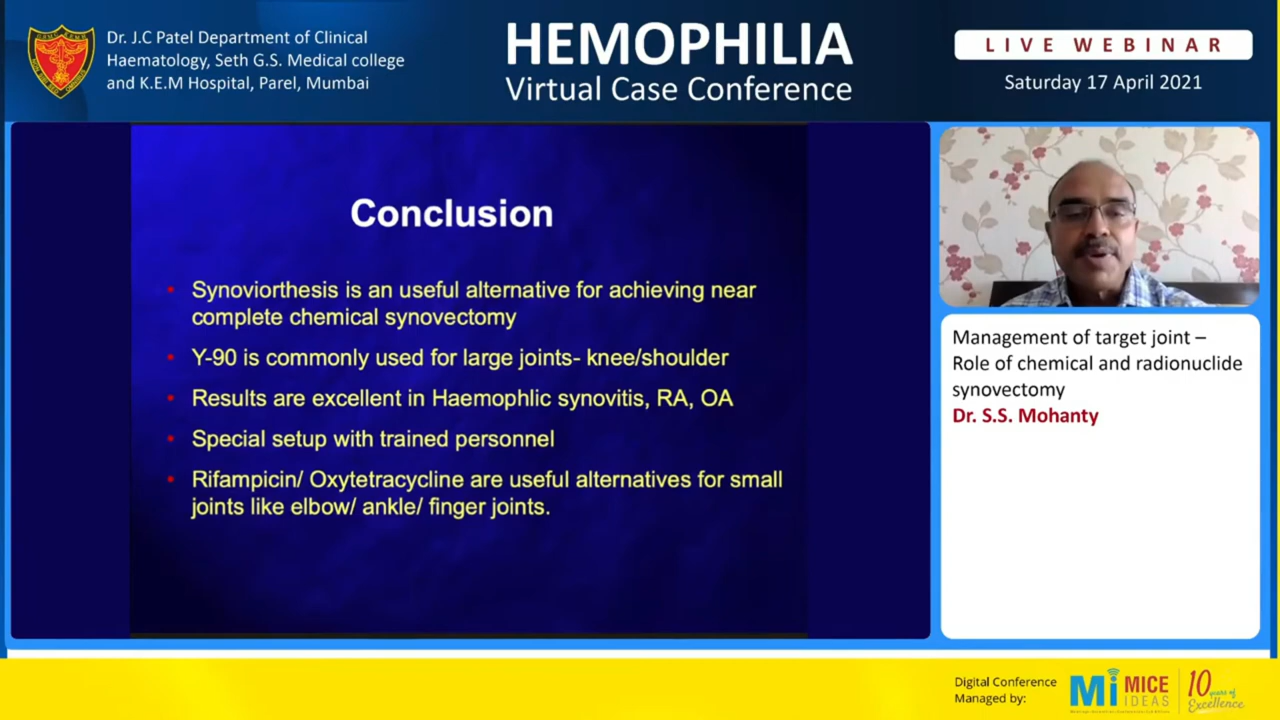 Dr. J.C Patel Department of Clinical
Haematology, Seth G.S. Medical college
and K.E.M Hospital, Parel, Mumbai
HEMOPHILIA
Virtual Case Conference
LIVE WEBINAR
Saturday 17 April 2021
Conclusion
• Synoviorthesis is an useful alternative for achieving near
complete chemical synovectomy
• Y-90 is commonly used for large joints- knee/shoulder
• Results are excellent in Haemophlic synovitis, RA, OA
• Special setup with trained personnel
• Rifampicin/ Oxytetracycline are useful alternatives for small
joints like elbow/ ankle/ finger joints.
Management of target joint –
Role of chemical and radionuclide
synovectomy
Dr. S.S. Mohanty
Digital Conference
Managed by:
Mi MICE
IDEAS
10 years of
Excellence